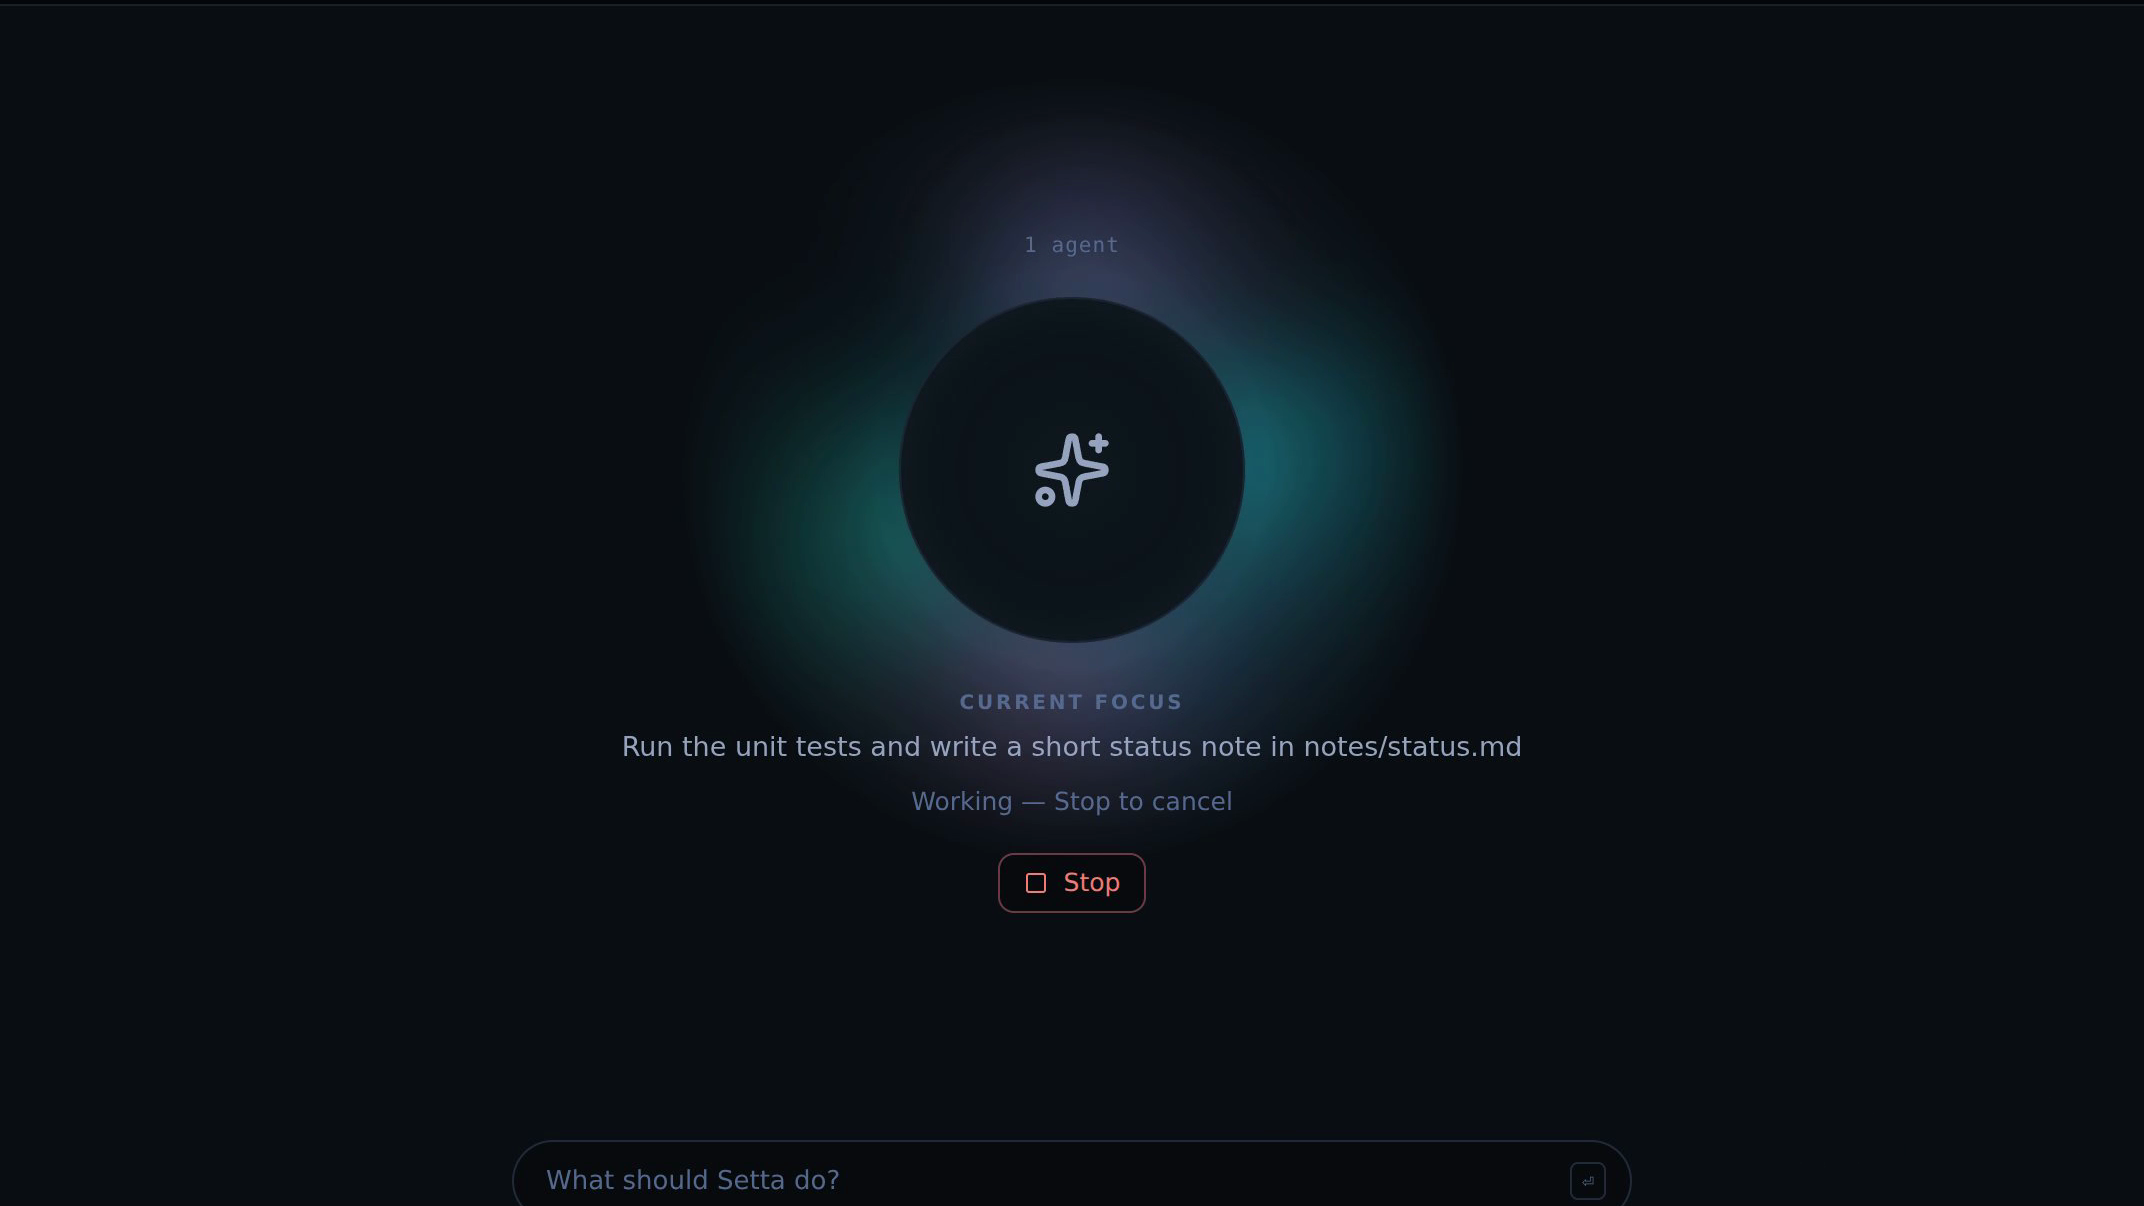 1 agent
CURRENT FOCUS
Run the unit tests and write a short status note in notes/status.md
Working — Stop to cancel
Stop
What should Setta do?
⏎